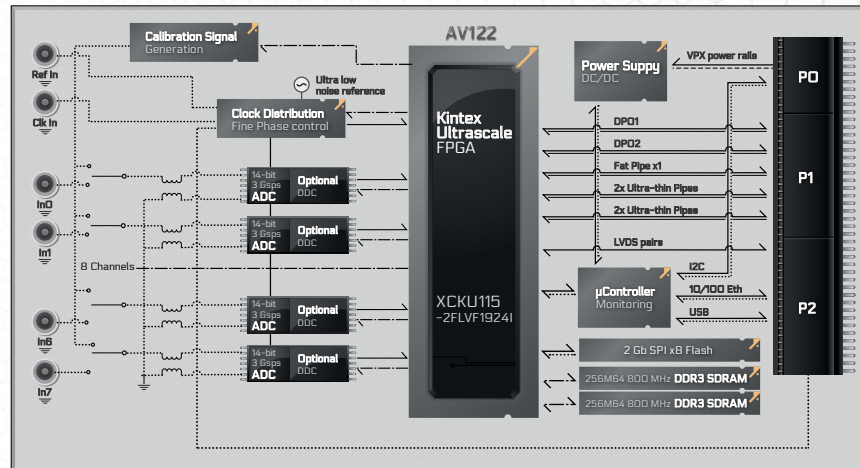 AV122
Calibration Signal
Generation
Ref In
Clk In
Ultra low
noise reference
Clock Distribution
Fine Phase control
In0
In1
8 Channels
In6
In7
14-bit
3 Gsps
ADC
Optional
DDC
14-bit
3 Gsps
ADC
Optional
DDC
14-bit
3 Gsps
ADC
Optional
DDC
14-bit
3 Gsps
ADC
Optional
DDC
Kintex
Ultrascale
FPGA
XCKU115
-2FLVF1924I
Power Suppy
DC/DC
VPX power rails
DP01
DP02
Fat Pipe x1
2x Ultra-thin Pipes
2x Ultra-thin Pipes
LVDS pairs
I2C
10/100 Eth
USB
µController
Monitoring
2 Gb SPI x8 Flash
256M64 800 MHz DDR3 SDRAM
256M64 800 MHz DDR3 SDRAM
P0
P1
P2